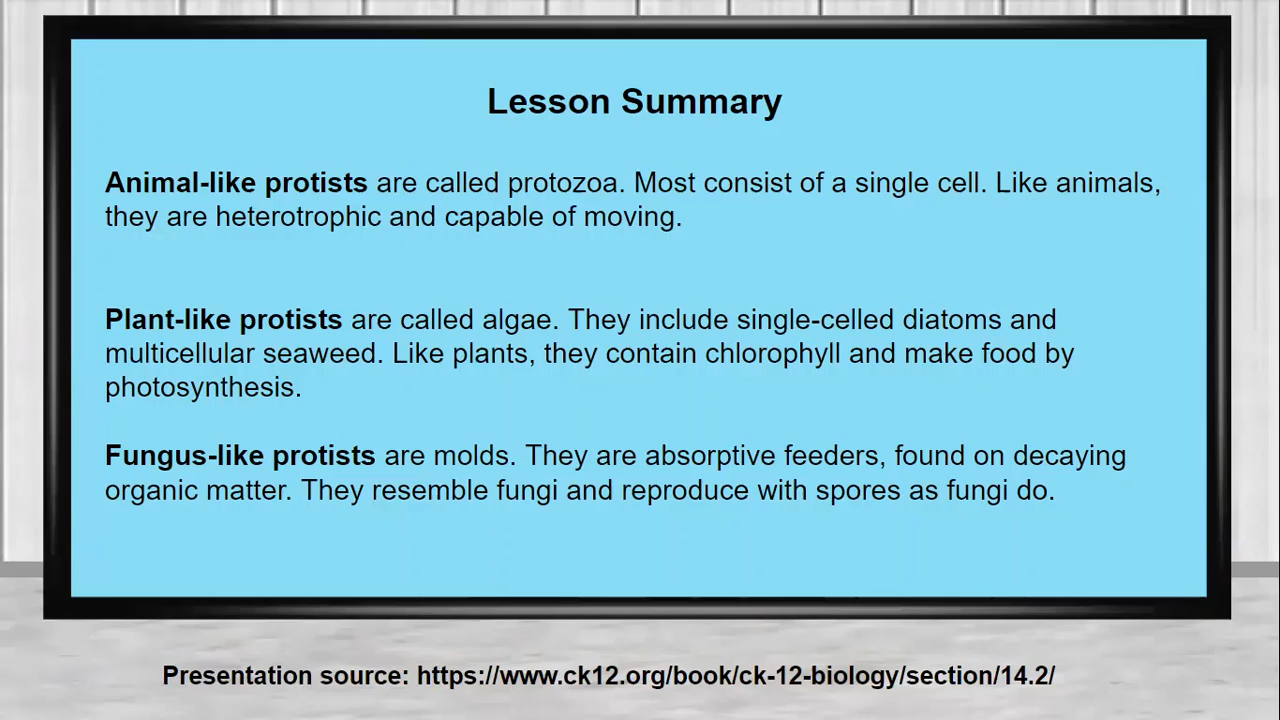 Lesson Summary
Animal-like protists are called protozoa. Most consist of a single cell. Like animals,
they are heterotrophic and capable of moving.
Plant-like protists are called algae. They include single-celled diatoms and
multicellular seaweed. Like plants, they contain chlorophyll and make food by
photosynthesis.
Fungus-like protists are molds. They are absorptive feeders, found on decaying
organic matter. They resemble fungi and reproduce with spores as fungi do.
Presentation source: https://www.ck12.org/book/ck-12-biology/section/14.2/